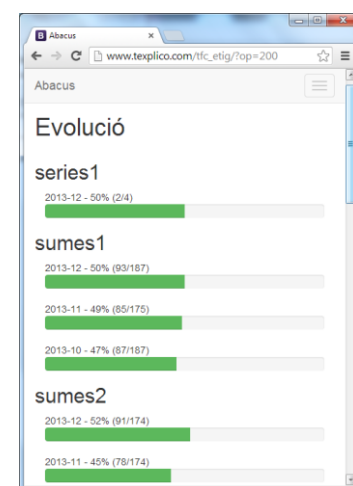 Abacus
www.texplico.com/tfc_etig/?op=200
Abacus
Evolució
series1
2013-12 - 50% (2/4)
sumes1
2013-12 - 50% (93/187)
2013-11 - 49% (85/175)
2013-10 - 47% (87/187)
sumes2
2013-12 - 52% (91/174)
2013-11 - 45% (78/174)